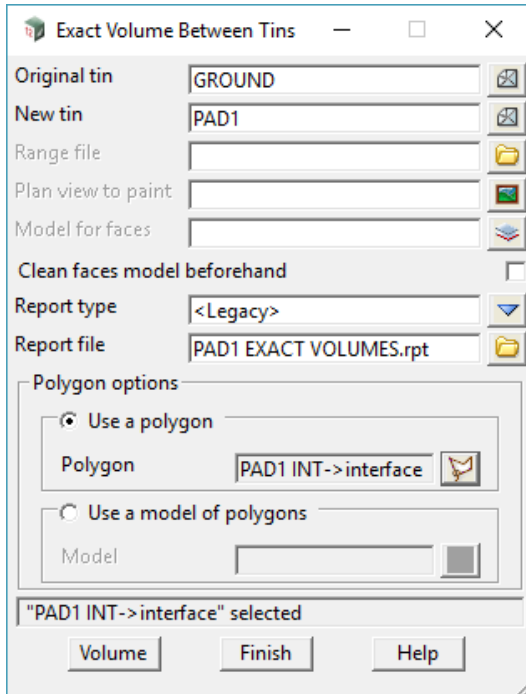 Exact Volume Between Tins
Original tin GROUND
New tin PAD1
Range file
Plan view to paint
Model for faces
Clean faces model beforehand
Report type <Legacy>
Report file PAD1 EXACT VOLUMES.rpt
Polygon options
Use a polygon
Polygon PAD1 INT->interface
Use a model of polygons
Model
"PAD1 INT->interface" selected
Volume Finish Help